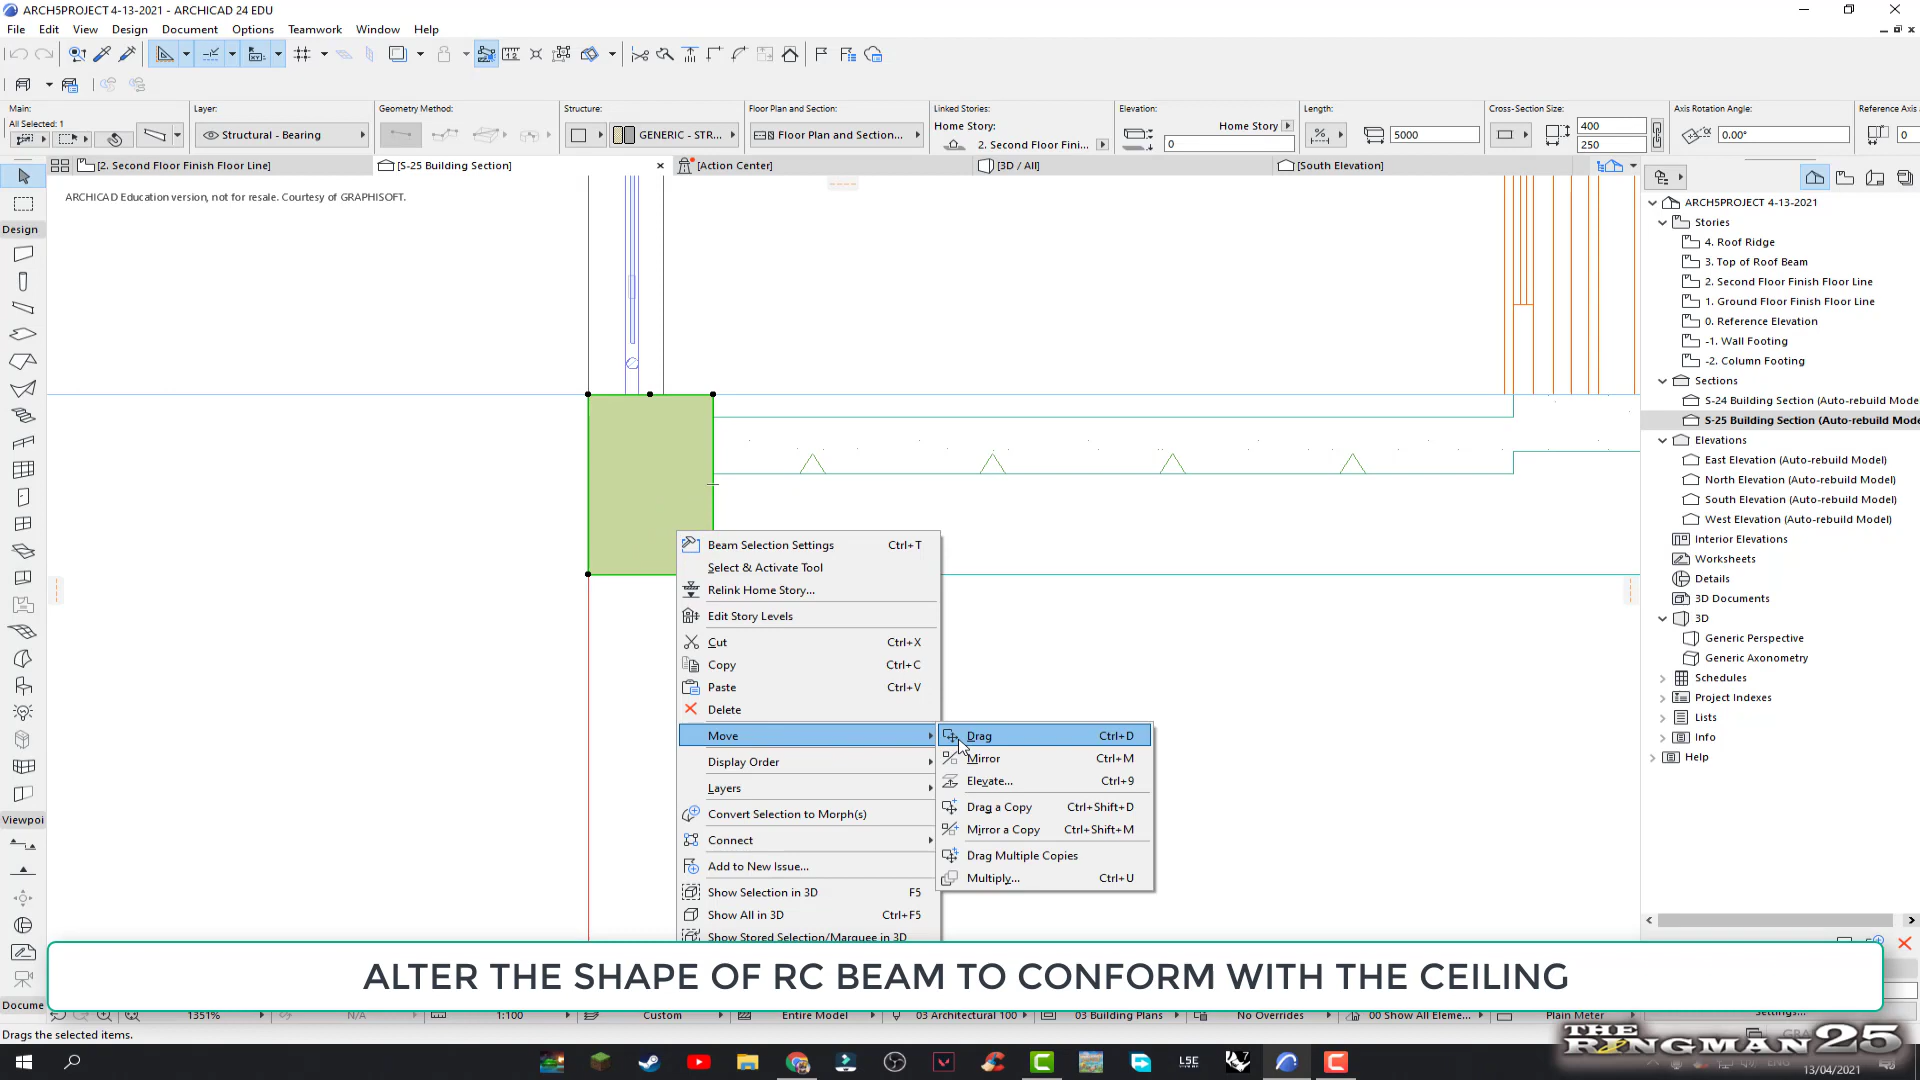 ARCH5PROJECT 4-13-2021 - ARCHICAD 24 EDU
File Edit View Design Document Options Teamwork Window Help
Main: Layer: Geometry Method: Structure: Floor Plan and Section: Linked Stories: Elevation: Length: Cross-Section Size: Axis Rotation Angle: Reference Axis
All Selected: 1
Structural - Bearing
GENERIC - STR...
Floor Plan and Section...
Home Story:
2. Second Floor Fini...
Home Story
0
5000
400
250
0.00°
0
[2. Second Floor Finish Floor Line]
[S-25 Building Section]
[Action Center]
[3D / All]
[South Elevation]
ARCHICAD Education version, not for resale. Courtesy of GRAPHISOFT.
Design
Viewpoi
Docume
Beam Selection Settings Ctrl+T
Select & Activate Tool
Relink Home Story...
Edit Story Levels
Cut Ctrl+X
Copy Ctrl+C
Paste Ctrl+V
Delete
Move
Display Order
Layers
Convert Selection to Morph(s)
Connect
Add to New Issue...
Show Selection in 3D F5
Show All in 3D Ctrl+F5
Show Stored Selection/Marquee in 3D
Drag Ctrl+D
Mirror Ctrl+M
Elevate... Ctrl+9
Drag a Copy Ctrl+Shift+D
Mirror a Copy Ctrl+Shift+M
Drag Multiple Copies
Multiply... Ctrl+U
ARCH5PROJECT 4-13-2021
Stories
4. Roof Ridge
3. Top of Roof Beam
2. Second Floor Finish Floor Line
1. Ground Floor Finish Floor Line
0. Reference Elevation
-1. Wall Footing
-2. Column Footing
Sections
S-24 Building Section (Auto-rebuild Mode
S-25 Building Section (Auto-rebuild Mode
Elevations
East Elevation (Auto-rebuild Model)
North Elevation (Auto-rebuild Model)
South Elevation (Auto-rebuild Model)
West Elevation (Auto-rebuild Model)
Interior Elevations
Worksheets
Details
3D Documents
3D
Generic Perspective
Generic Axonometry
Schedules
Project Indexes
Lists
Info
Help
ALTER THE SHAPE OF RC BEAM TO CONFORM WITH THE CEILING
1351% N/A 1:100 Custom Entire Model 03 Architectural 100 03 Building Plans No Overrides 00 Show All Eleme... Plain Meter
Settings...
Drags the selected items.
THE RINGMAN 25
LSE
13/04/2021